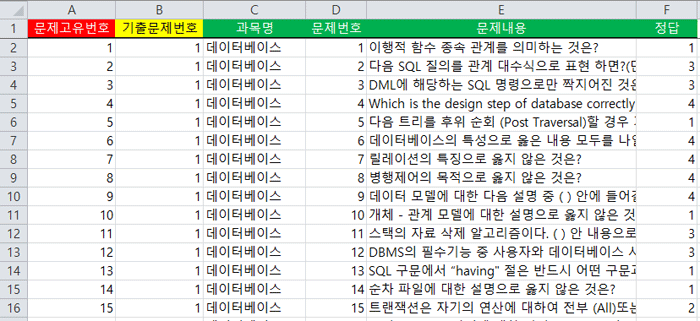 A B C D E F
1 문제고유번호 기출문제번호 과목명 문제번호 문제내용 정답
2 1 1 데이터베이스 1 이행적 함수 종속 관계를 의미하는 것은? 1
3 2 1 데이터베이스 2 다음 SQL 질의를 관계 대수식으로 표현 하면?(단 3
4 3 1 데이터베이스 3 DML에 해당하는 SQL 명령으로만 짝지어진 것은 3
5 4 1 데이터베이스 4 Which is the design step of database correctly 4
6 5 1 데이터베이스 5 다음 트리를 후위 순회 (Post Traversal)할 경우 1
7 6 1 데이터베이스 6 데이터베이스의 특성으로 옳은 내용 모두를 나열 4
8 7 1 데이터베이스 7 릴레이션의 특징으로 옳지 않은 것은? 4
9 8 1 데이터베이스 8 병행제어의 목적으로 옳지 않은 것은? 4
10 9 1 데이터베이스 9 데이터 모델에 대한 다음 설명 중 ( ) 안에 들어갈 4
11 10 1 데이터베이스 10 개체 - 관계 모델에 대한 설명으로 옳지 않은 것 1
12 11 1 데이터베이스 11 스택의 자료 삭제 알고리즘이다. ( ) 안 내용으로 3
13 12 1 데이터베이스 12 DBMS의 필수기능 중 사용자와 데이터베이스 사 3
14 13 1 데이터베이스 13 SQL 구문에서 “having” 절은 반드시 어떤 구문과 1
15 14 1 데이터베이스 14 순차 파일에 대한 설명으로 옳지 않은 것은? 1
16 15 1 데이터베이스 15 트랜잭션은 자기의 연산에 대하여 전부 (All)또는 2